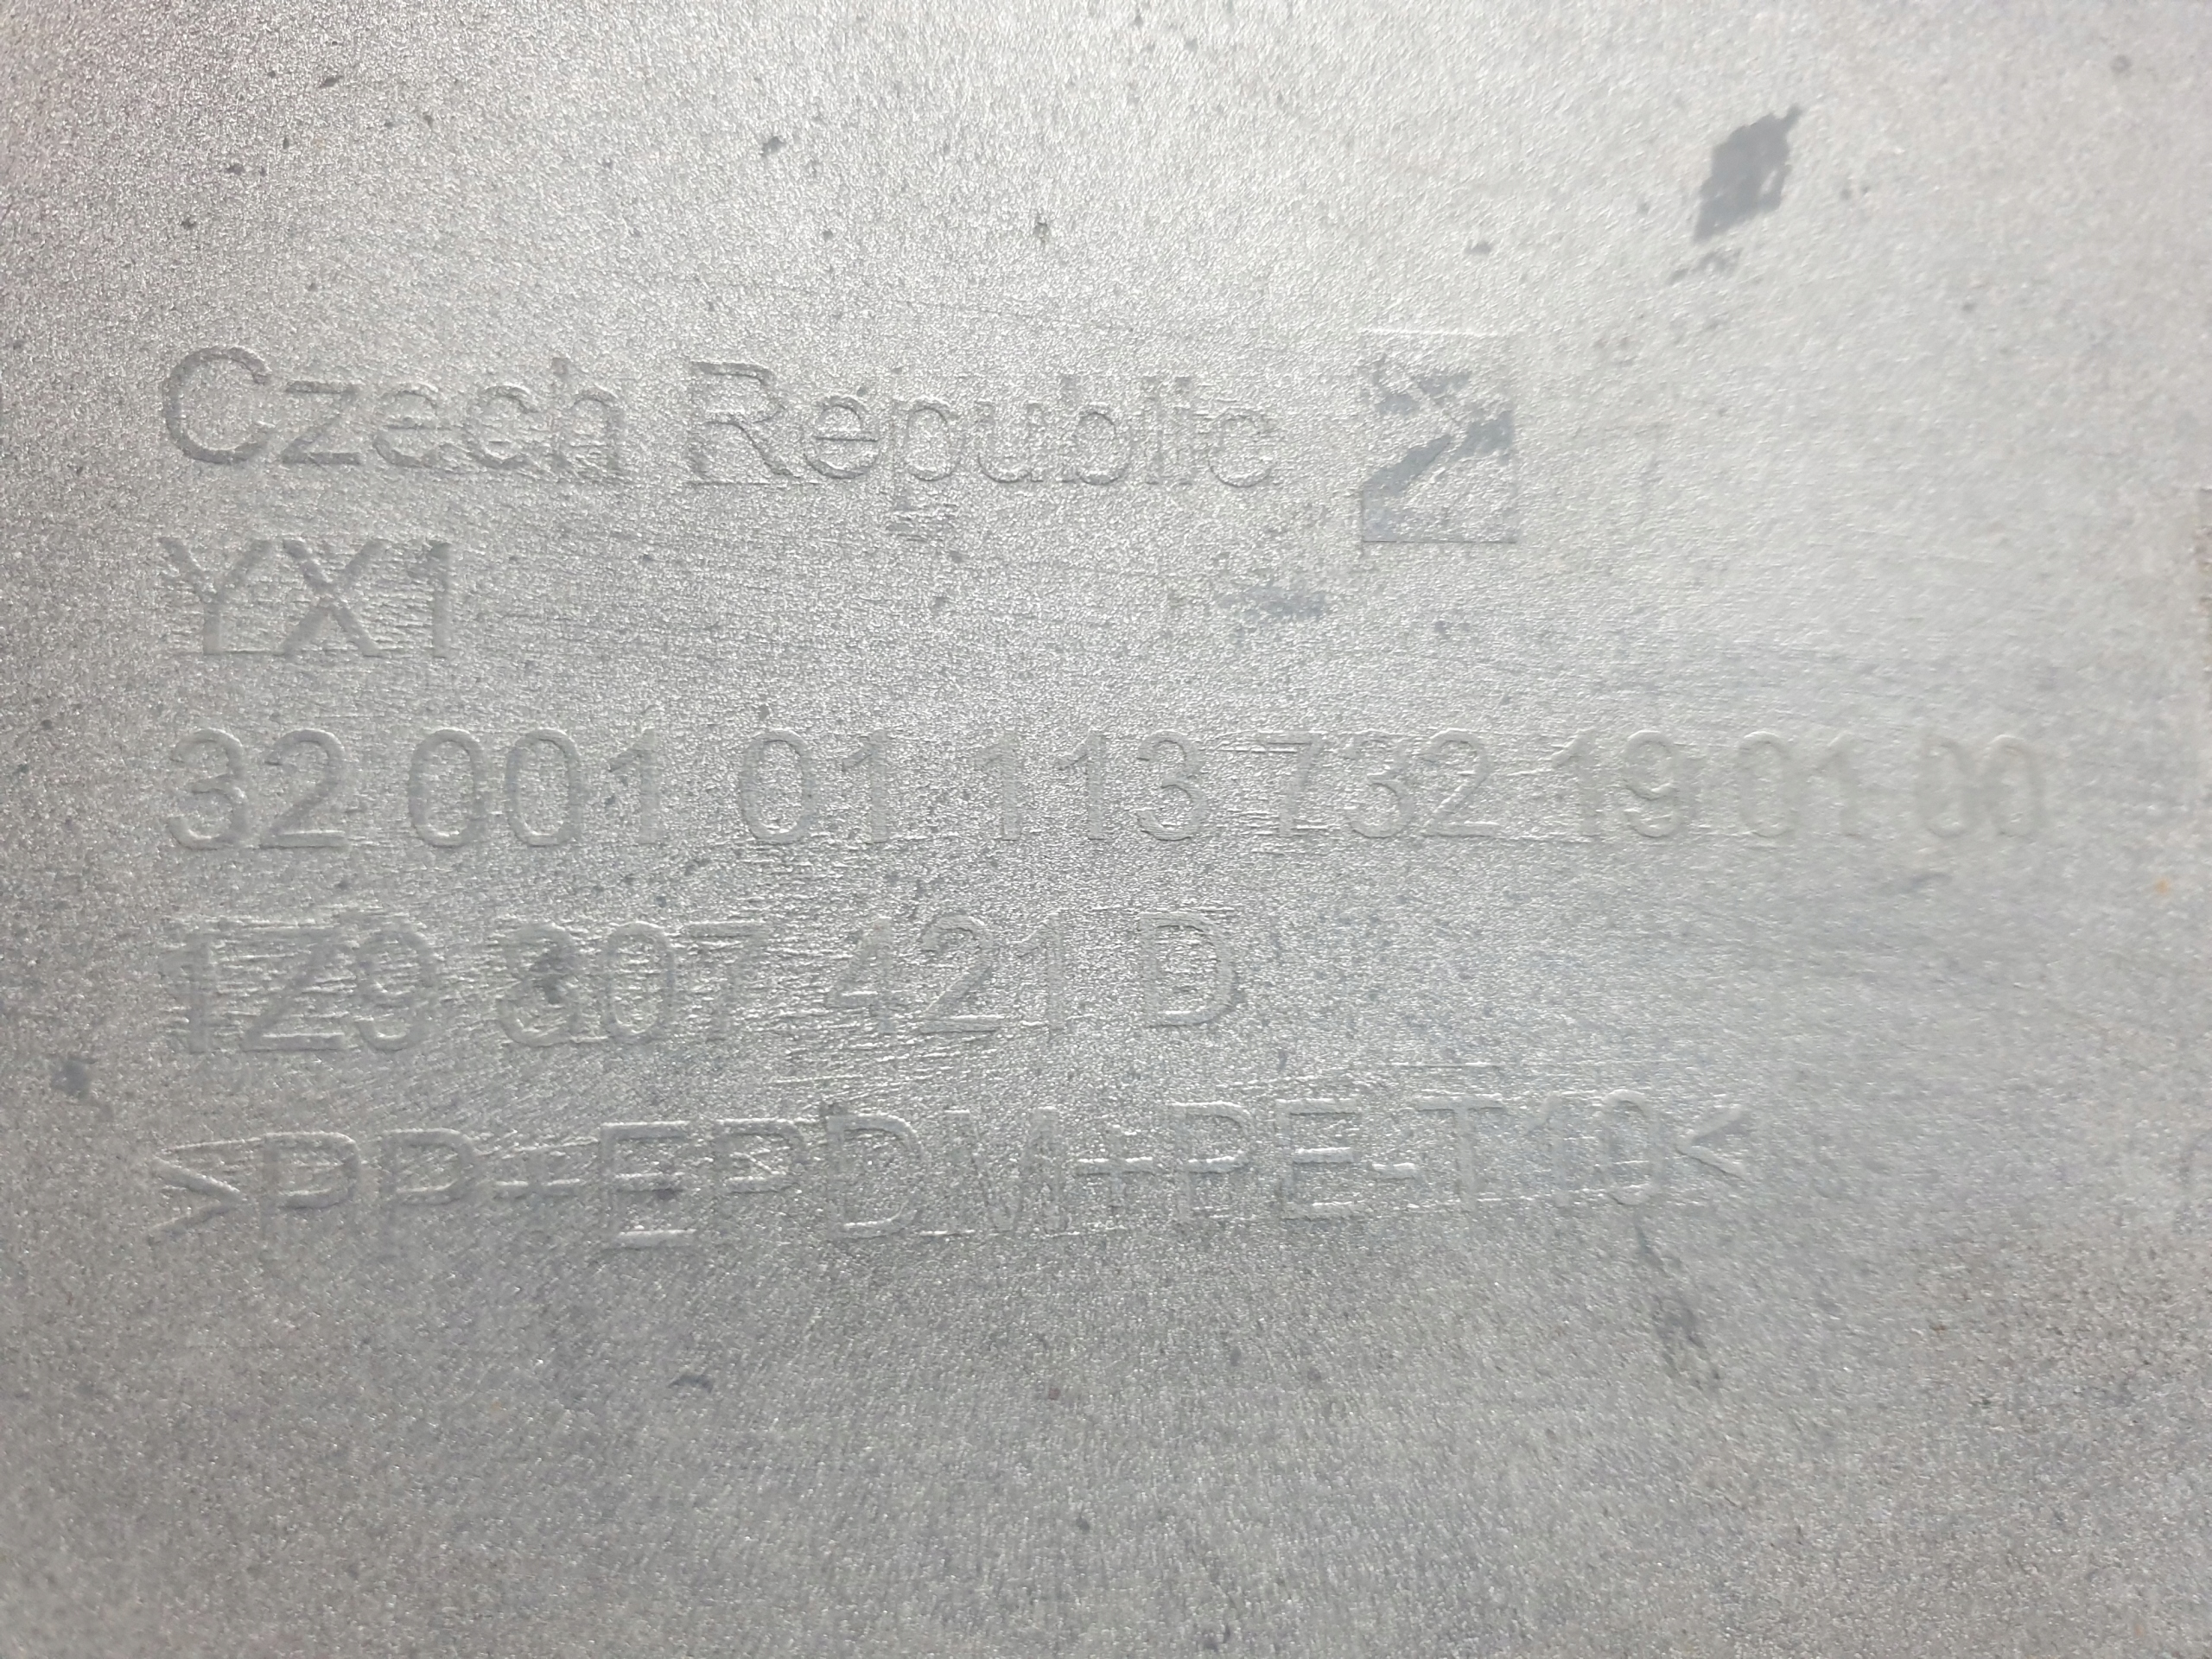 Czech Republic
YX1
32 001 01 113 732 19 01 00
1Z9 807 421 D
>PP+EPDM+PE-T10<